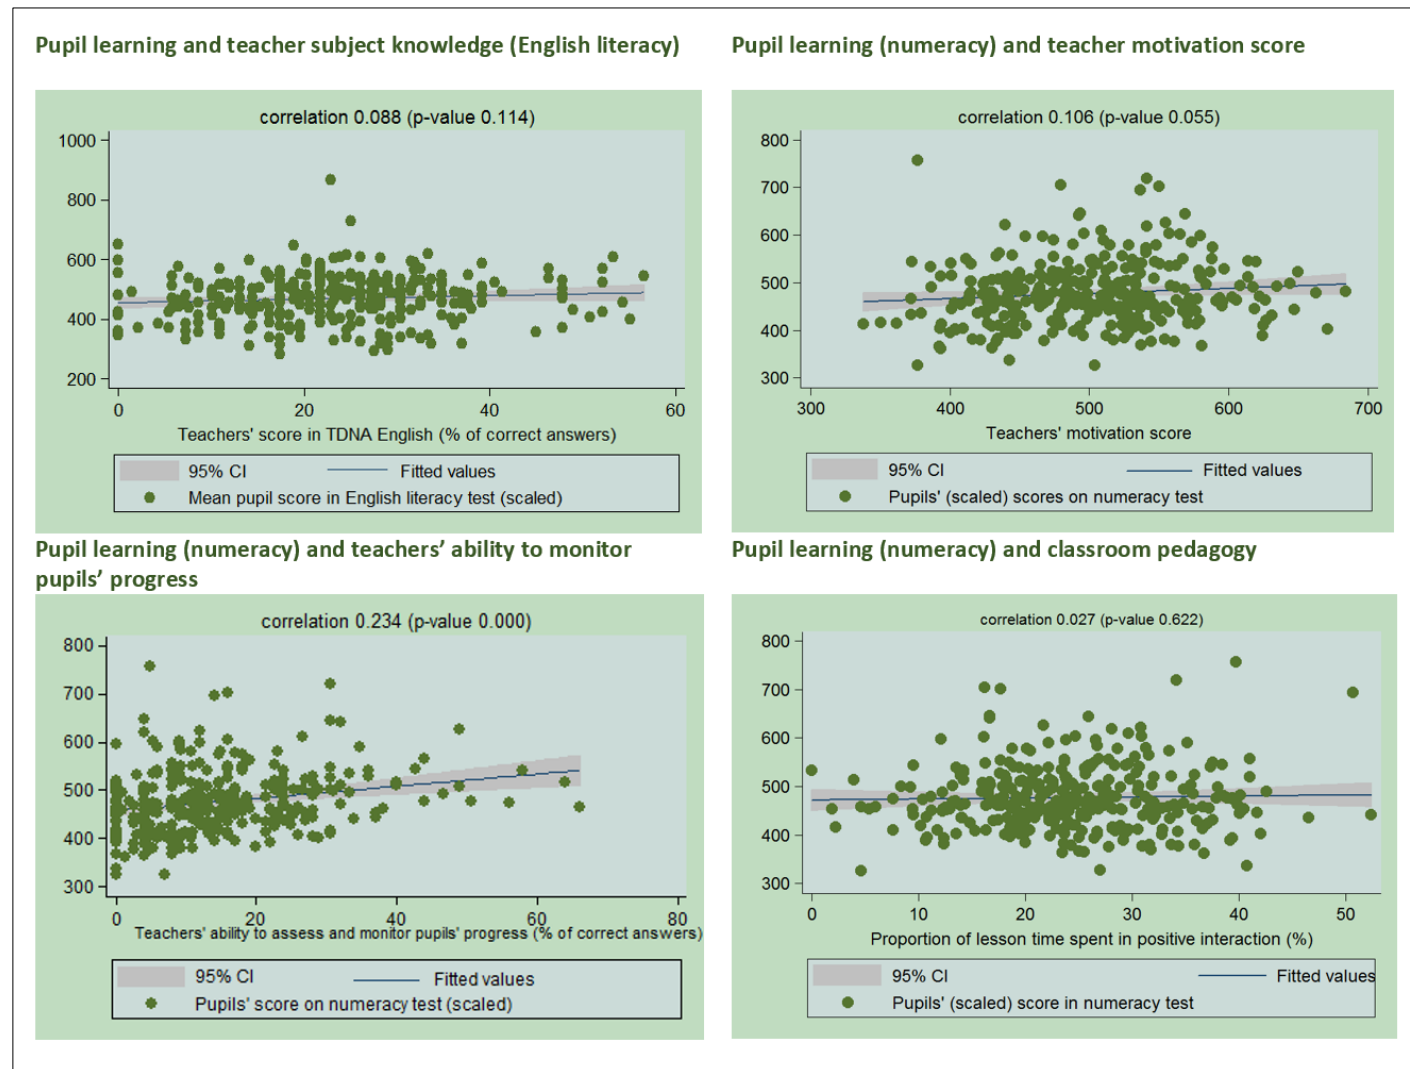 Pupil learning and teacher subject knowledge (English literacy)
correlation 0.088 (p-value 0.114)
1000
800
600
400
200
0 20 40 60
Teachers' score in TDNA English (% of correct answers)
95% CI Fitted values
Mean pupil score in English literacy test (scaled)
Pupil learning (numeracy) and teacher motivation score
correlation 0.106 (p-value 0.055)
800
700
600
500
400
300
300 400 500 600 700
Teachers' motivation score
95% CI Fitted values
Pupils' (scaled) scores on numeracy test
Pupil learning (numeracy) and teachers’ ability to monitor
pupils’ progress
correlation 0.234 (p-value 0.000)
800
700
600
500
400
300
0 20 40 60 80
Teachers' ability to assess and monitor pupils' progress (% of correct answers)
95% CI Fitted values
Pupils' score on numeracy test (scaled)
Pupil learning (numeracy) and classroom pedagogy
correlation 0.027 (p-value 0.622)
800
700
600
500
400
300
0 10 20 30 40 50
Proportion of lesson time spent in positive interaction (%)
95% CI Fitted values
Pupils' (scaled) score in numeracy test